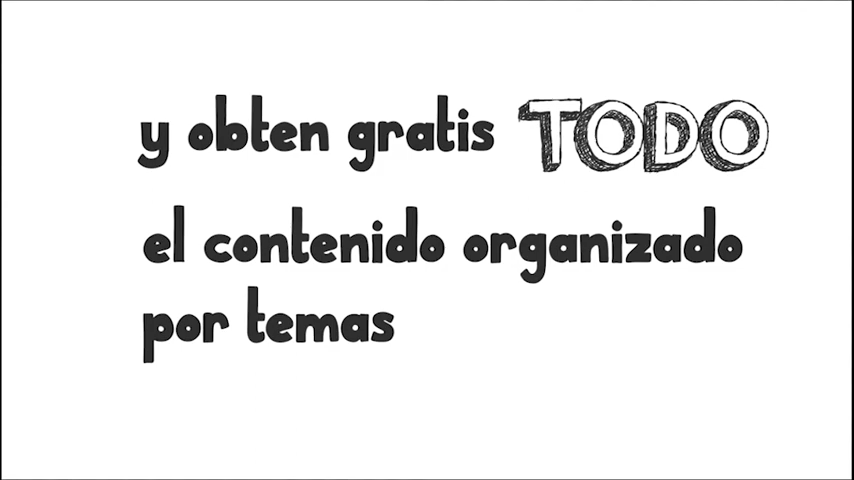 y obten gratis TODO
el contenido organizado
por temas